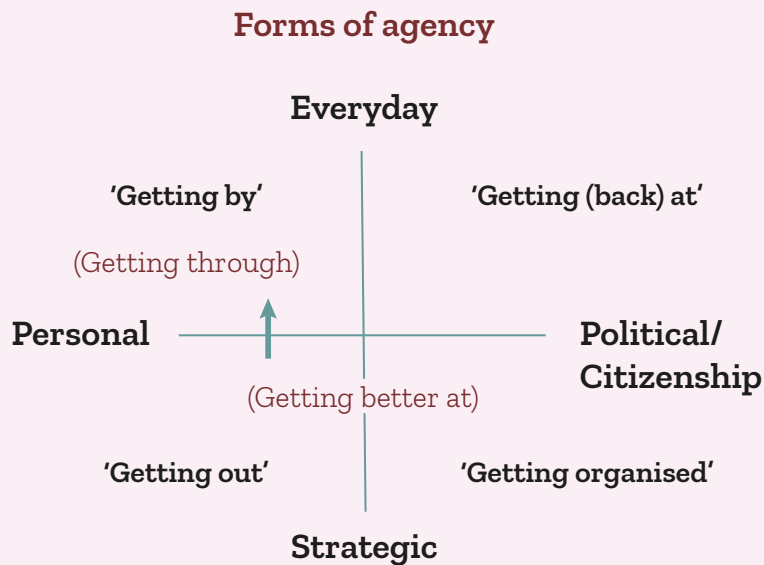 Forms of agency
Everyday
‘Getting by’
‘Getting (back) at’
(Getting through)
Personal
Political/
Citizenship
(Getting better at)
‘Getting out’
‘Getting organised’
Strategic